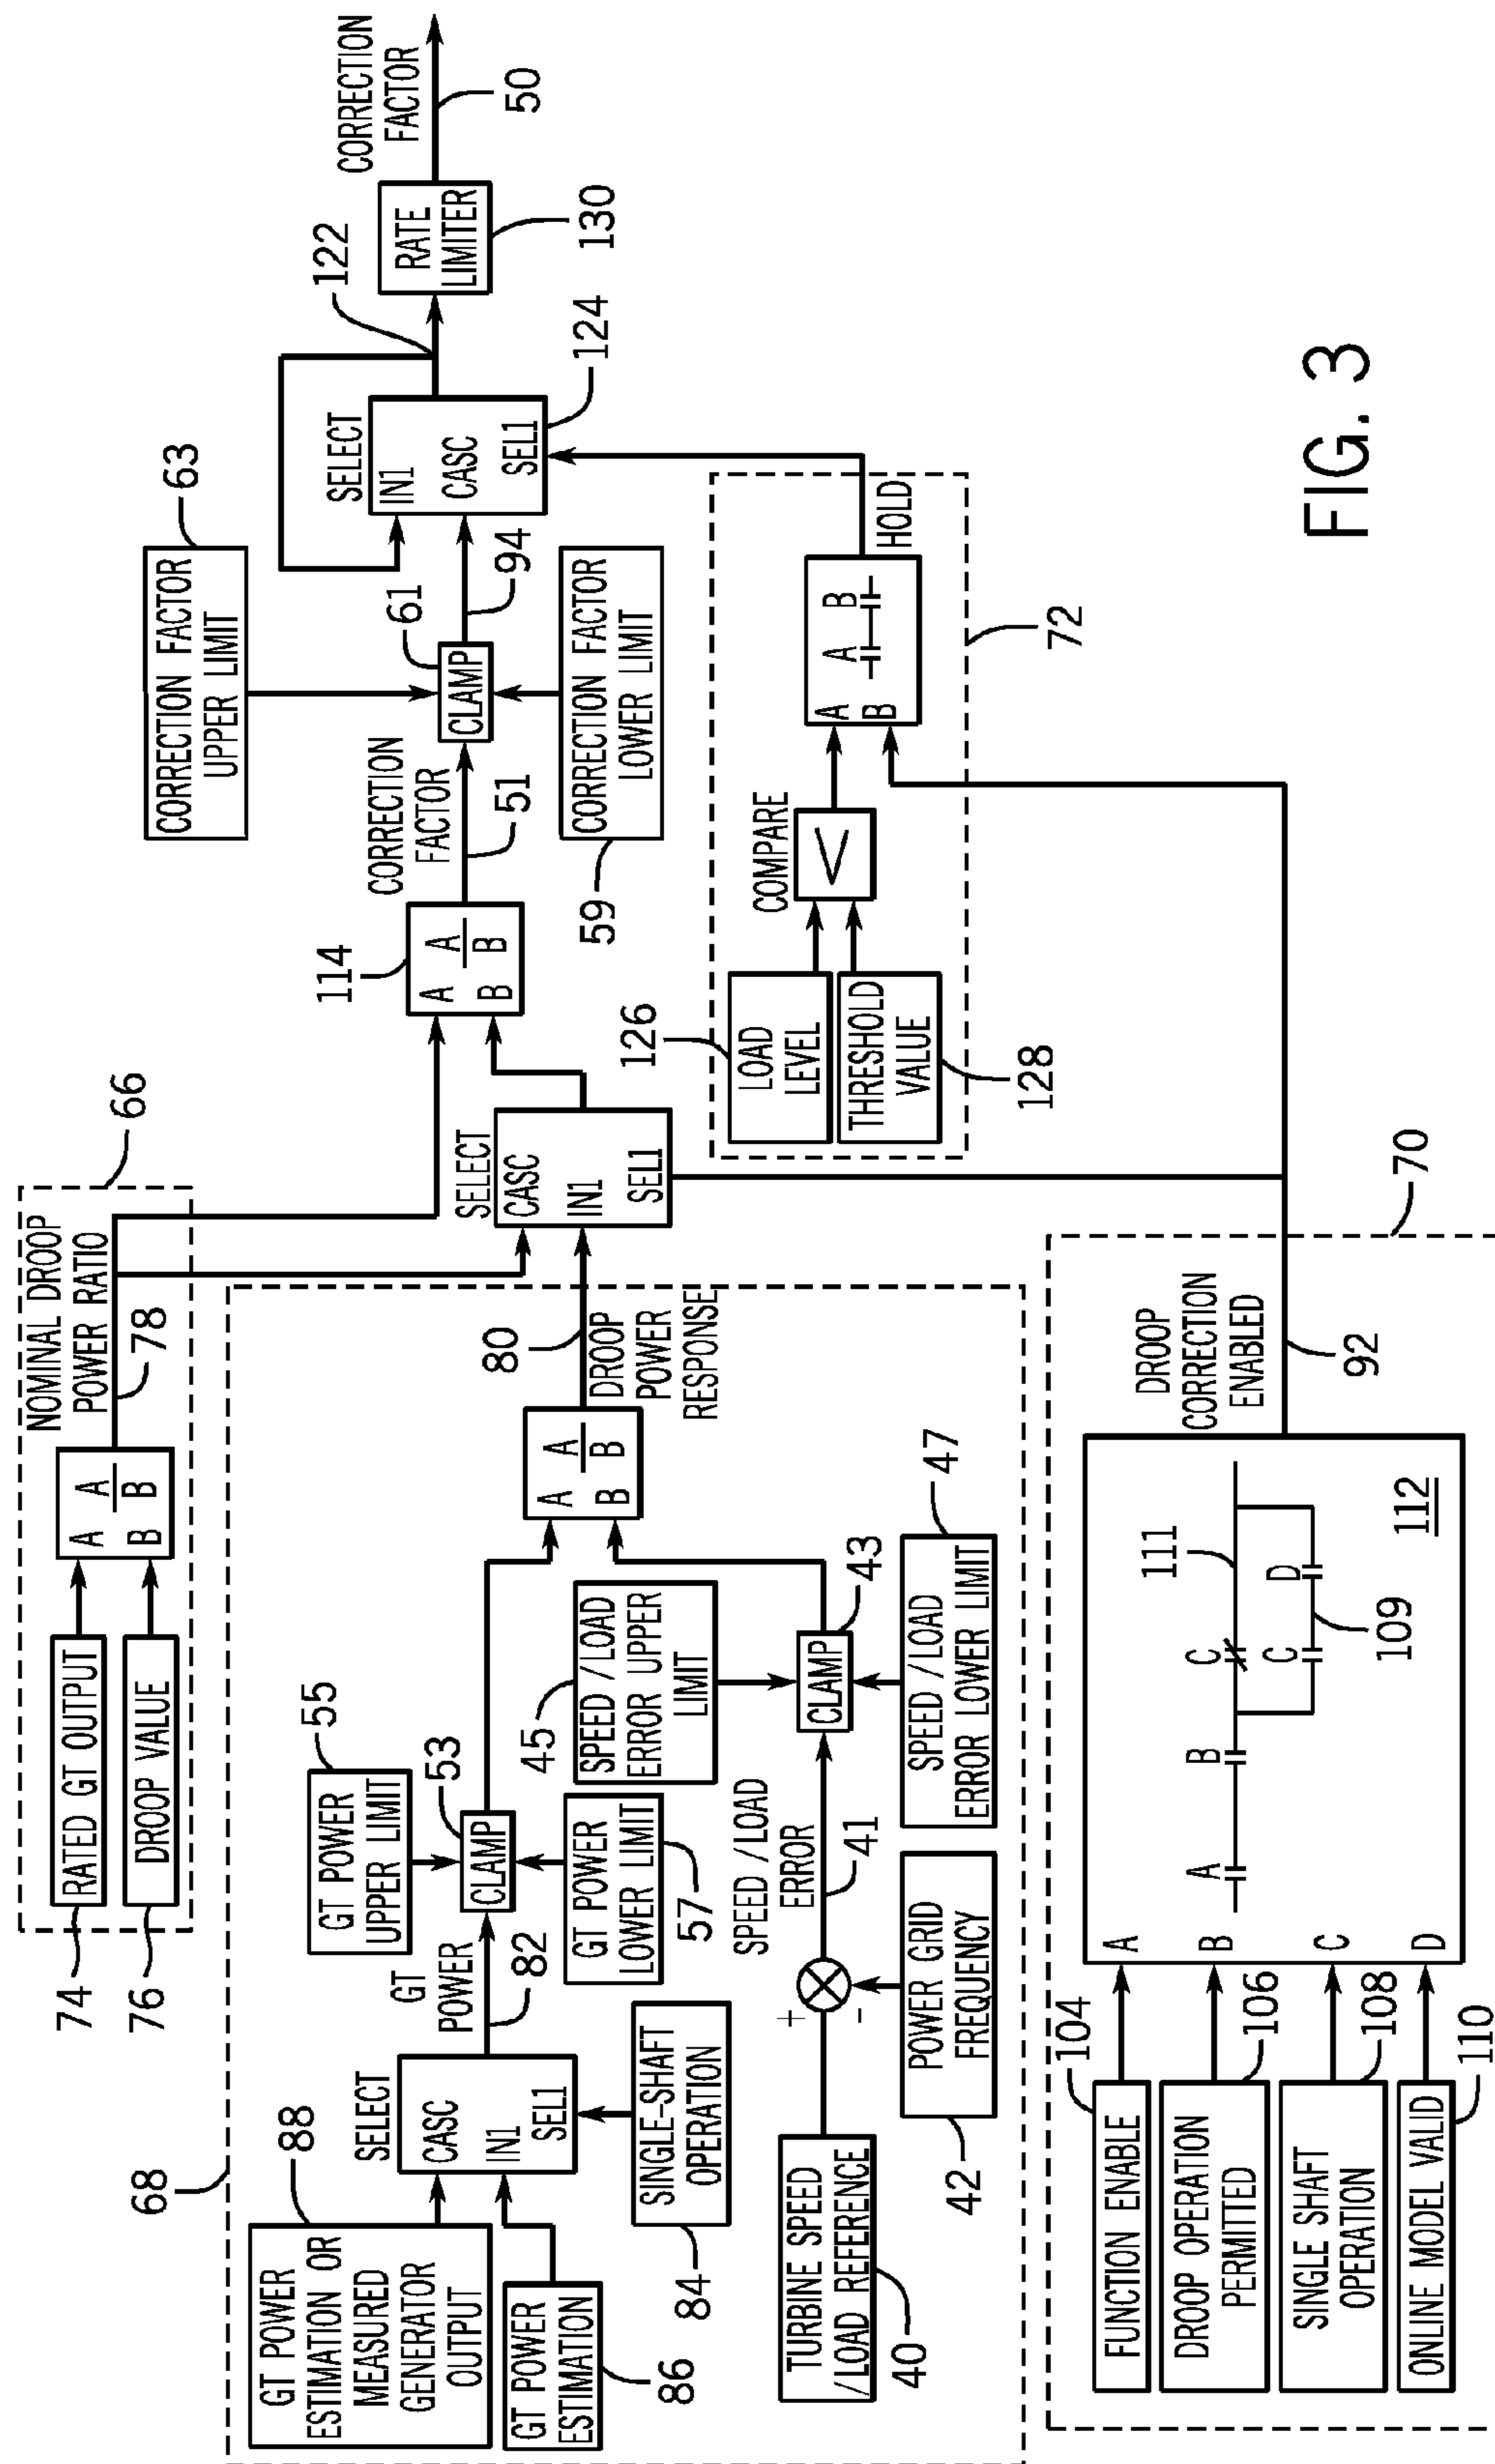 66
NOMINAL DROOP
POWER RATIO
78
74
RATED GT OUTPUT
76
DROOP VALUE
A
B
A
B
68
88
GT POWER
ESTIMATION OR
MEASURED
GENERATOR
OUTPUT
GT POWER
ESTIMATION
86
SELECT
CASC
IN1
SEL1
SINGLE-SHAFT
OPERATION
84
GT
POWER
82
55
GT POWER
UPPER LIMIT
53
CLAMP
GT POWER
LOWER LIMIT
57
45
SPEED /LOAD
ERROR UPPER
LIMIT
TURBINE SPEED
/LOAD REFERENCE
40
+
-
POWER GRID
FREQUENCY
42
SPEED /LOAD
ERROR
41
CLAMP
43
SPEED /LOAD
ERROR LOWER LIMIT
47
A
B
A
B
80
DROOP
POWER
RESPONSE
SELECT
CASC
IN1
SEL1
114
A
B
A
B
CORRECTION
FACTOR
51
CORRECTION FACTOR
UPPER LIMIT
63
61
CLAMP
CORRECTION FACTOR
LOWER LIMIT
59
94
SELECT
IN1
CASC
SEL1
124
122
RATE
LIMITER
130
CORRECTION
FACTOR
50
126
LOAD
LEVEL
THRESHOLD
VALUE
128
COMPARE
<
A
B
A B
HOLD
72
70
104
FUNCTION ENABLE
DROOP OPERATION
PERMITTED
106
SINGLE SHAFT
OPERATION
108
ONLINE MODEL VALID
110
A
B
C
D
A B C
111
C D
109
112
DROOP
CORRECTION
ENABLED
92
FIG. 3